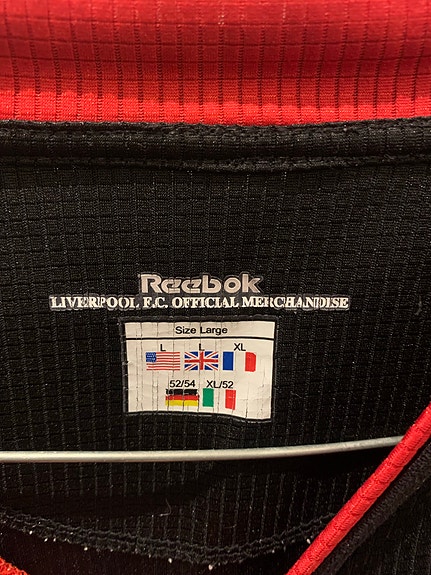 Reebok
LIVERPOOL F.C. OFFICIAL MERCHANDISE
Size Large
L L XL
52/54 XL/52